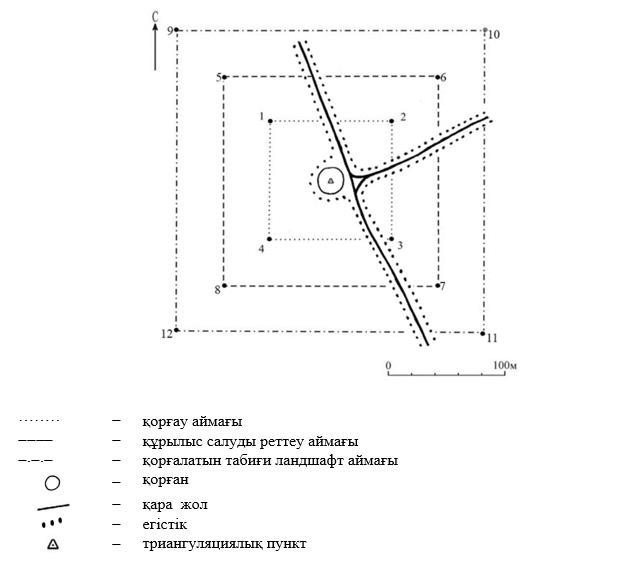 С
9
10
5
6
1
2
4
3
8
7
12
11
0 100м
– қорғау аймағы
– құрылыс салуды реттеу аймағы
– қорғалатын табиғи ландшафт аймағы
– қорған
– қара жол
– егістік
– триангуляциялық пункт